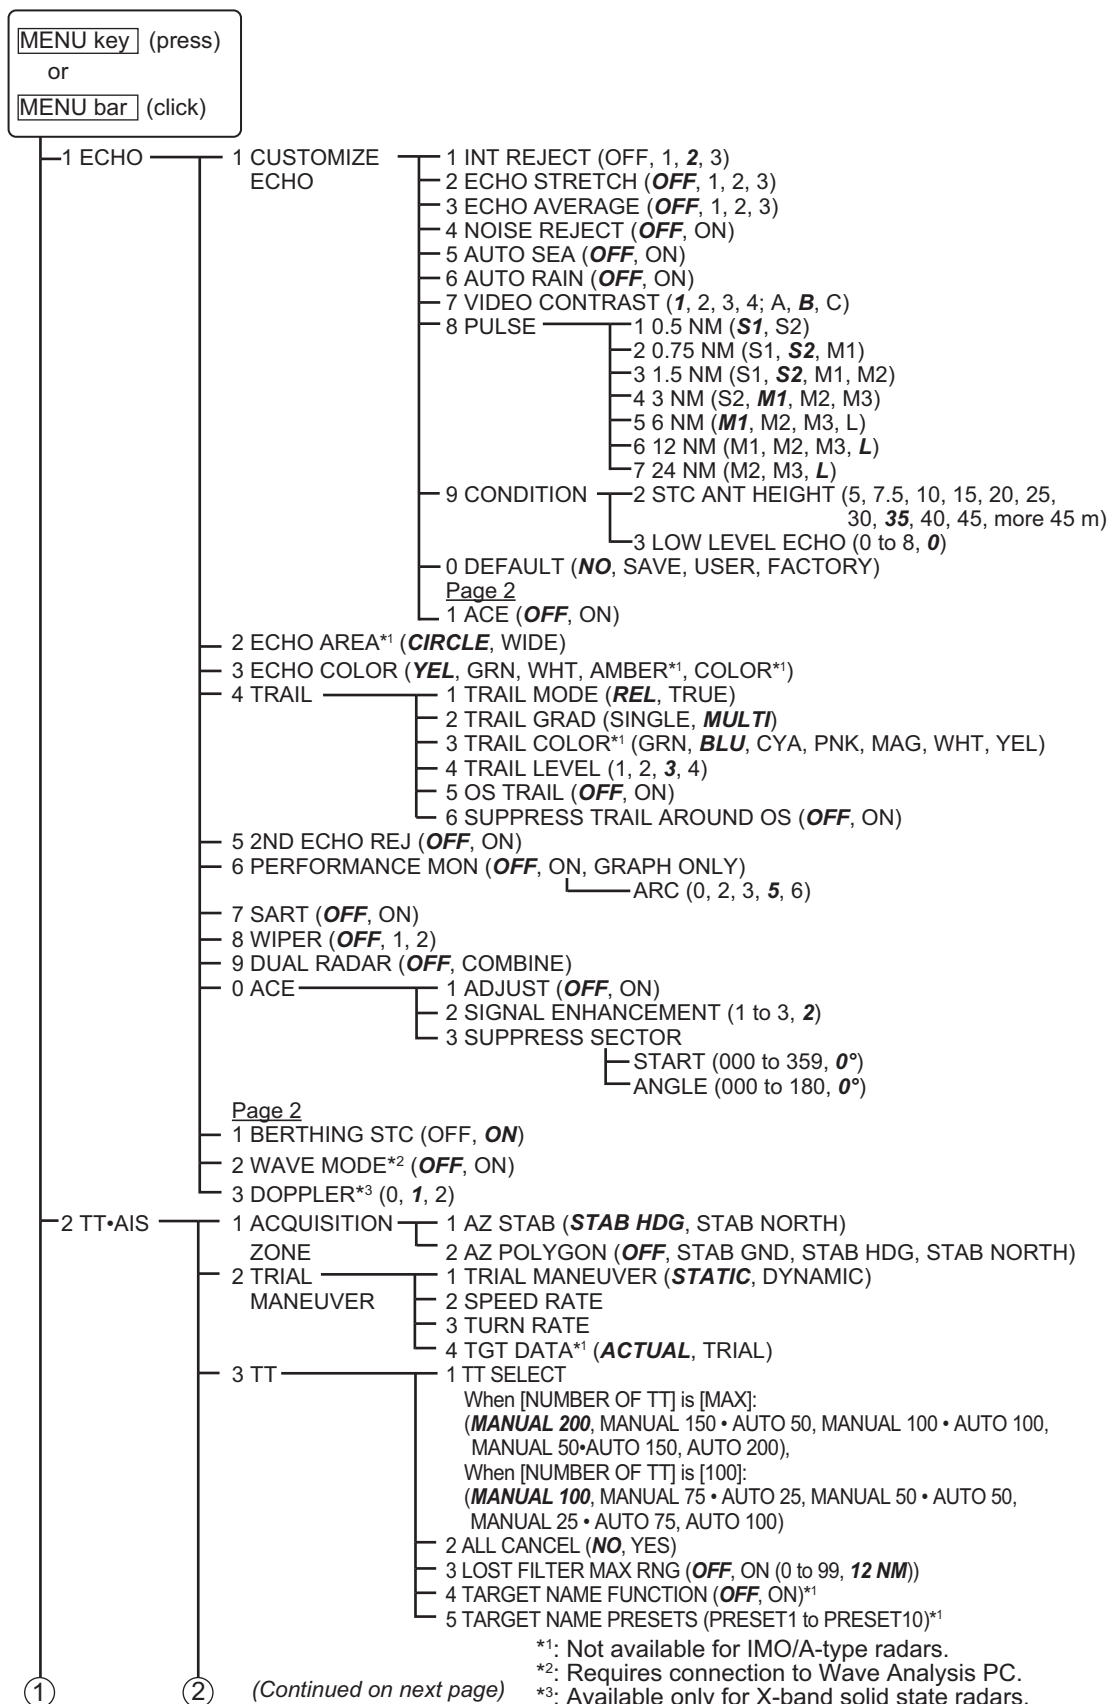 MENU key (press)
or
MENU bar (click)
1 ECHO
1 CUSTOMIZE
ECHO
1 INT REJECT (OFF, 1, 2, 3)
2 ECHO STRETCH (OFF, 1, 2, 3)
3 ECHO AVERAGE (OFF, 1, 2, 3)
4 NOISE REJECT (OFF, ON)
5 AUTO SEA (OFF, ON)
6 AUTO RAIN (OFF, ON)
7 VIDEO CONTRAST (1, 2, 3, 4; A, B, C)
8 PULSE
1 0.5 NM (S1, S2)
2 0.75 NM (S1, S2, M1)
3 1.5 NM (S1, S2, M1, M2)
4 3 NM (S2, M1, M2, M3)
5 6 NM (M1, M2, M3, L)
6 12 NM (M1, M2, M3, L)
7 24 NM (M2, M3, L)
9 CONDITION
2 STC ANT HEIGHT (5, 7.5, 10, 15, 20, 25,
30, 35, 40, 45, more 45 m)
3 LOW LEVEL ECHO (0 to 8, 0)
0 DEFAULT (NO, SAVE, USER, FACTORY)
Page 2
1 ACE (OFF, ON)
2 ECHO AREA*1 (CIRCLE, WIDE)
3 ECHO COLOR (YEL, GRN, WHT, AMBER*1, COLOR*1)
4 TRAIL
1 TRAIL MODE (REL, TRUE)
2 TRAIL GRAD (SINGLE, MULTI)
3 TRAIL COLOR*1 (GRN, BLU, CYA, PNK, MAG, WHT, YEL)
4 TRAIL LEVEL (1, 2, 3, 4)
5 OS TRAIL (OFF, ON)
6 SUPPRESS TRAIL AROUND OS (OFF, ON)
5 2ND ECHO REJ (OFF, ON)
6 PERFORMANCE MON (OFF, ON, GRAPH ONLY)
ARC (0, 2, 3, 5, 6)
7 SART (OFF, ON)
8 WIPER (OFF, 1, 2)
9 DUAL RADAR (OFF, COMBINE)
0 ACE
1 ADJUST (OFF, ON)
2 SIGNAL ENHANCEMENT (1 to 3, 2)
3 SUPPRESS SECTOR
START (000 to 359, 0°)
ANGLE (000 to 180, 0°)
Page 2
1 BERTHING STC (OFF, ON)
2 WAVE MODE*2 (OFF, ON)
3 DOPPLER*3 (0, 1, 2)
2 TT•AIS
1 ACQUISITION
ZONE
1 AZ STAB (STAB HDG, STAB NORTH)
2 AZ POLYGON (OFF, STAB GND, STAB HDG, STAB NORTH)
2 TRIAL
MANEUVER
1 TRIAL MANEUVER (STATIC, DYNAMIC)
2 SPEED RATE
3 TURN RATE
4 TGT DATA*1 (ACTUAL, TRIAL)
3 TT
1 TT SELECT
When [NUMBER OF TT] is [MAX]:
(MANUAL 200, MANUAL 150 • AUTO 50, MANUAL 100 • AUTO 100,
MANUAL 50•AUTO 150, AUTO 200),
When [NUMBER OF TT] is [100]:
(MANUAL 100, MANUAL 75 • AUTO 25, MANUAL 50 • AUTO 50,
MANUAL 25 • AUTO 75, AUTO 100)
2 ALL CANCEL (NO, YES)
3 LOST FILTER MAX RNG (OFF, ON (0 to 99, 12 NM))
4 TARGET NAME FUNCTION (OFF, ON)*1
5 TARGET NAME PRESETS (PRESET1 to PRESET10)*1
*1: Not available for IMO/A-type radars.
*2: Requires connection to Wave Analysis PC.
*3: Available only for X-band solid state radars.
1
2
(Continued on next page)